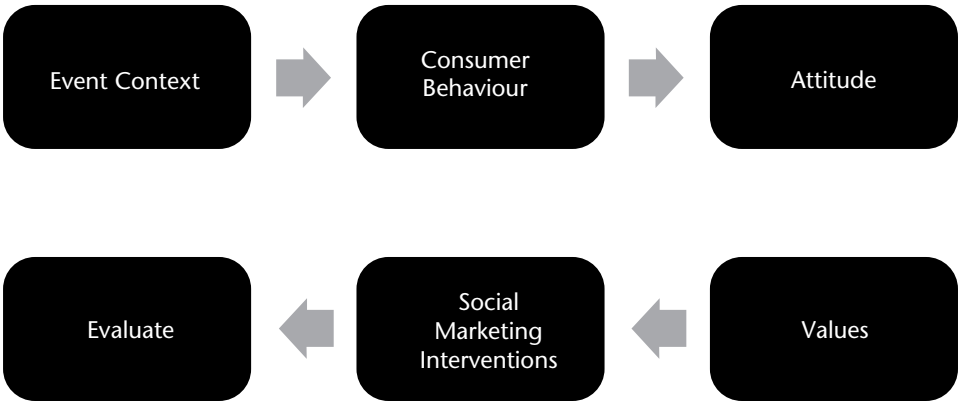 Event Context
Consumer
Behaviour
Attitude
Values
Social
Marketing
Interventions
Evaluate